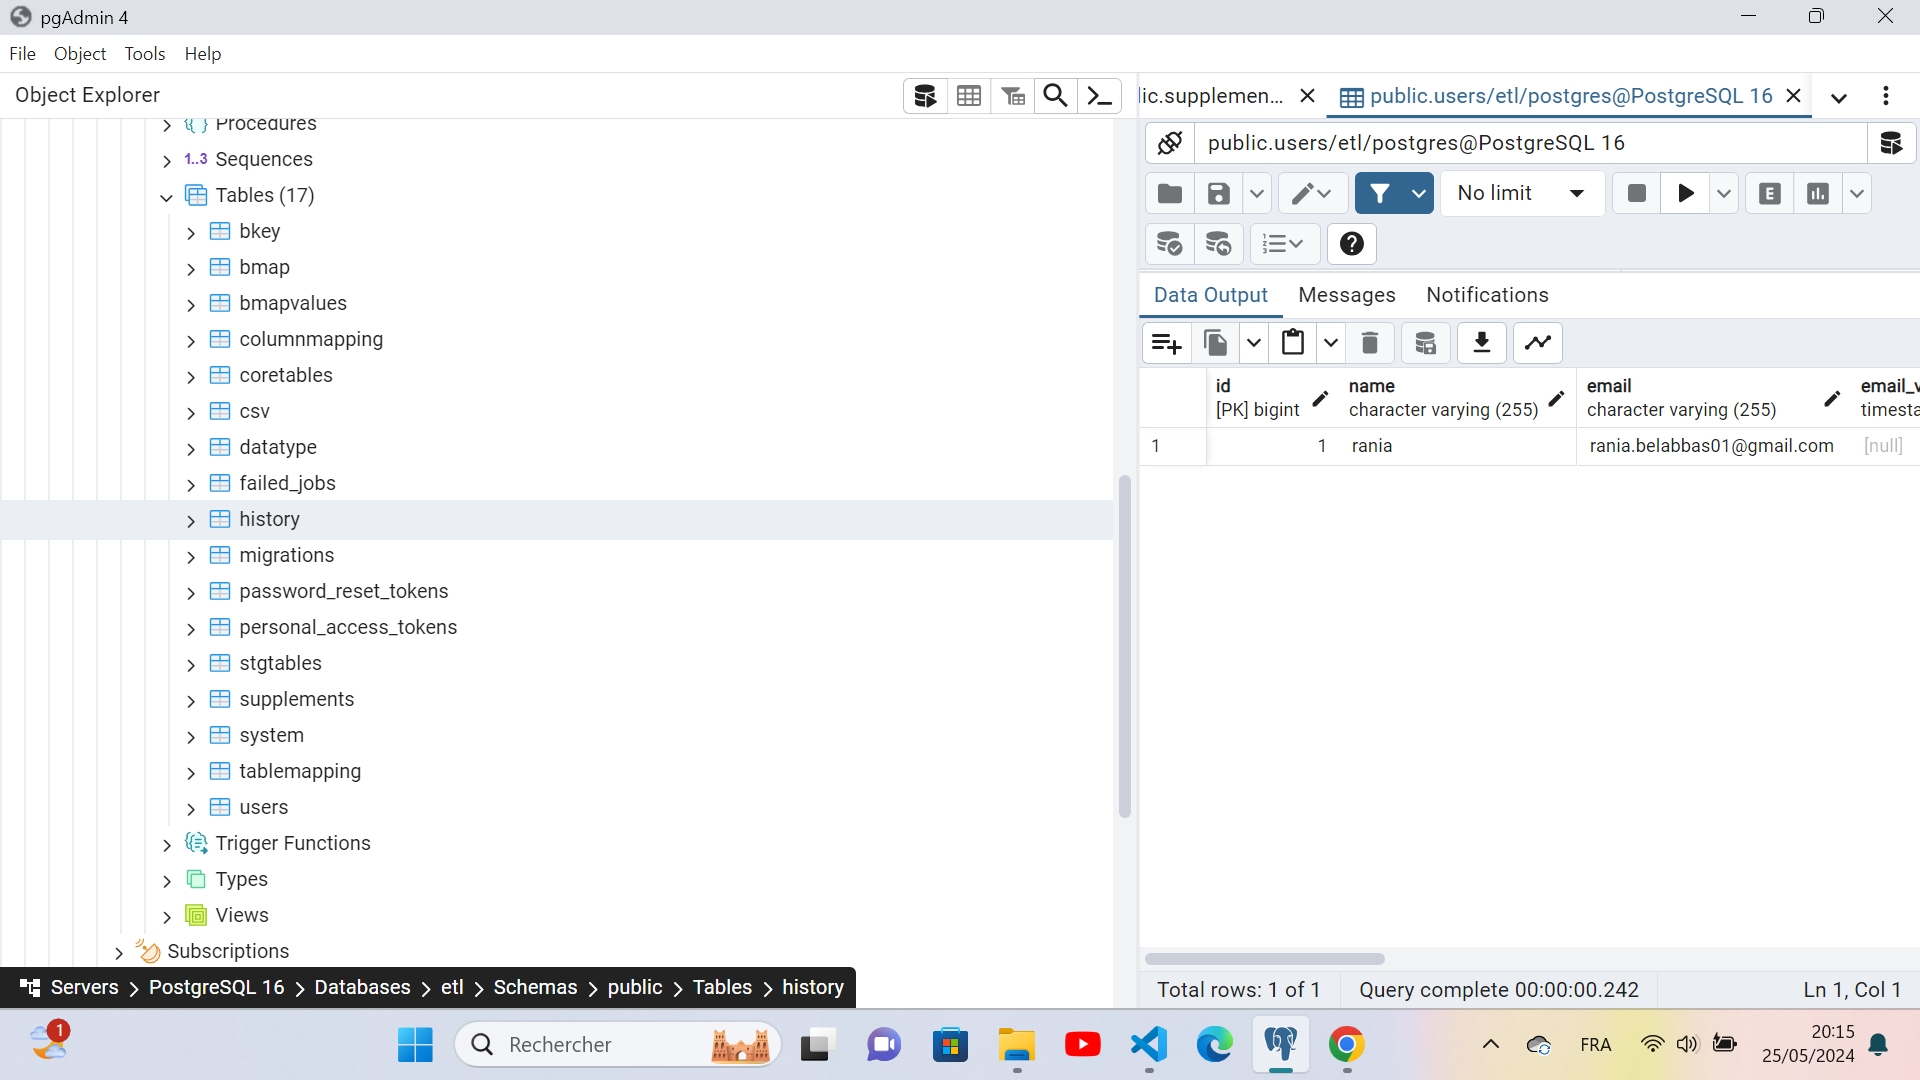 pgAdmin 4
File Object Tools Help
Object Explorer
Procedures
1..3 Sequences
Tables (17)
bkey
bmap
bmapvalues
columnmapping
coretables
csv
datatype
failed_jobs
history
migrations
password_reset_tokens
personal_access_tokens
stgtables
supplements
system
tablemapping
users
Trigger Functions
Types
Views
Subscriptions
Servers > PostgreSQL 16 > Databases > etl > Schemas > public > Tables > history
lic.supplemen... public.users/etl/postgres@PostgreSQL 16
public.users/etl/postgres@PostgreSQL 16
No limit
E
Data Output Messages Notifications
id name email email_v
[PK] bigint character varying (255) character varying (255) timesta
1 1 rania rania.belabbas01@gmail.com [null]
Total rows: 1 of 1 Query complete 00:00:00.242 Ln 1, Col 1
1
Rechercher
FRA
20:15
25/05/2024